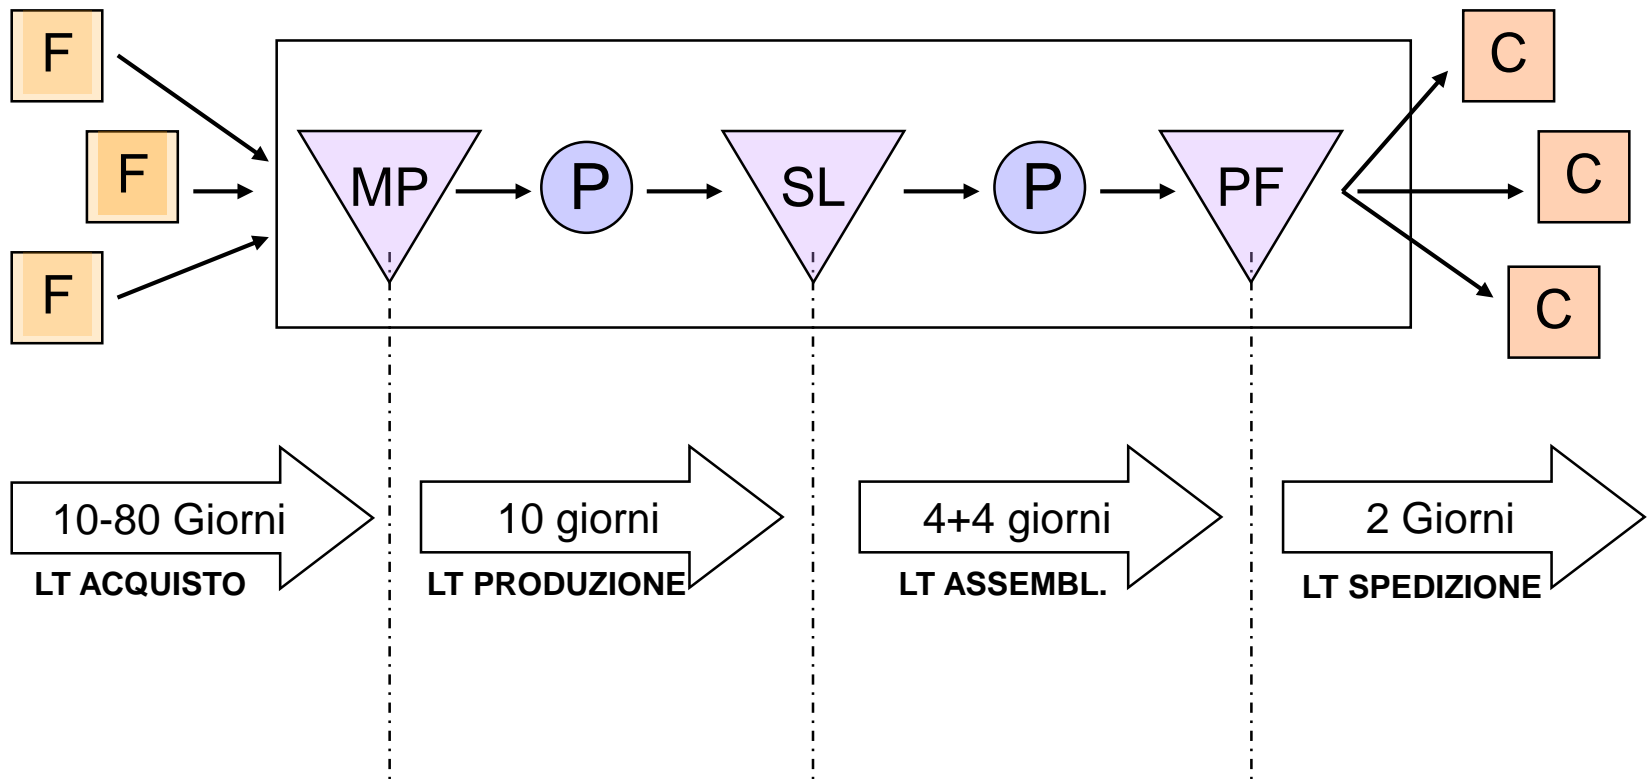 F
F
F
MP
P
SL
P
PF
C
C
C
10-80 Giorni
10 giorni
4+4 giorni
2 Giorni
LT ACQUISTO
LT PRODUZIONE
LT ASSEMBL.
LT SPEDIZIONE